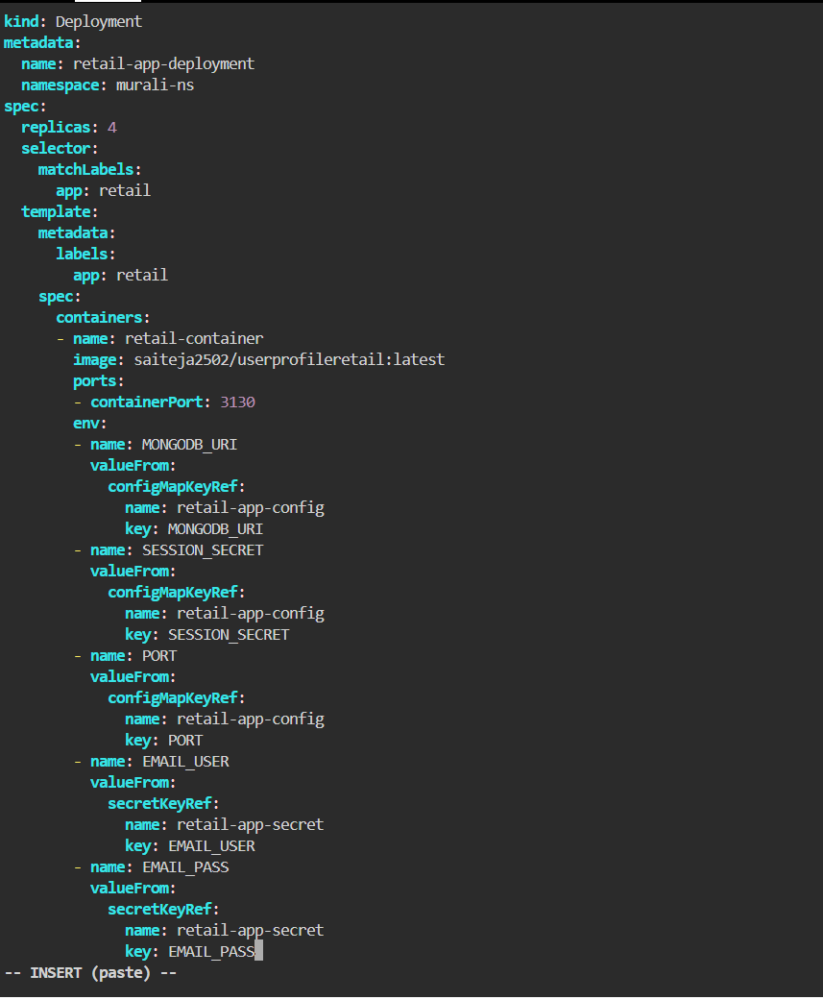 kind: Deployment
metadata:
  name: retail-app-deployment
  namespace: murali-ns
spec:
  replicas: 4
  selector:
    matchLabels:
      app: retail
  template:
    metadata:
      labels:
        app: retail
    spec:
      containers:
      - name: retail-container
        image: saiteja2502/userprofileretail:latest
        ports:
        - containerPort: 3130
        env:
        - name: MONGODB_URI
          valueFrom:
            configMapKeyRef:
              name: retail-app-config
              key: MONGODB_URI
        - name: SESSION_SECRET
          valueFrom:
            configMapKeyRef:
              name: retail-app-config
              key: SESSION_SECRET
        - name: PORT
          valueFrom:
            configMapKeyRef:
              name: retail-app-config
              key: PORT
        - name: EMAIL_USER
          valueFrom:
            secretKeyRef:
              name: retail-app-secret
              key: EMAIL_USER
        - name: EMAIL_PASS
          valueFrom:
            secretKeyRef:
              name: retail-app-secret
              key: EMAIL_PASS
-- INSERT (paste) --